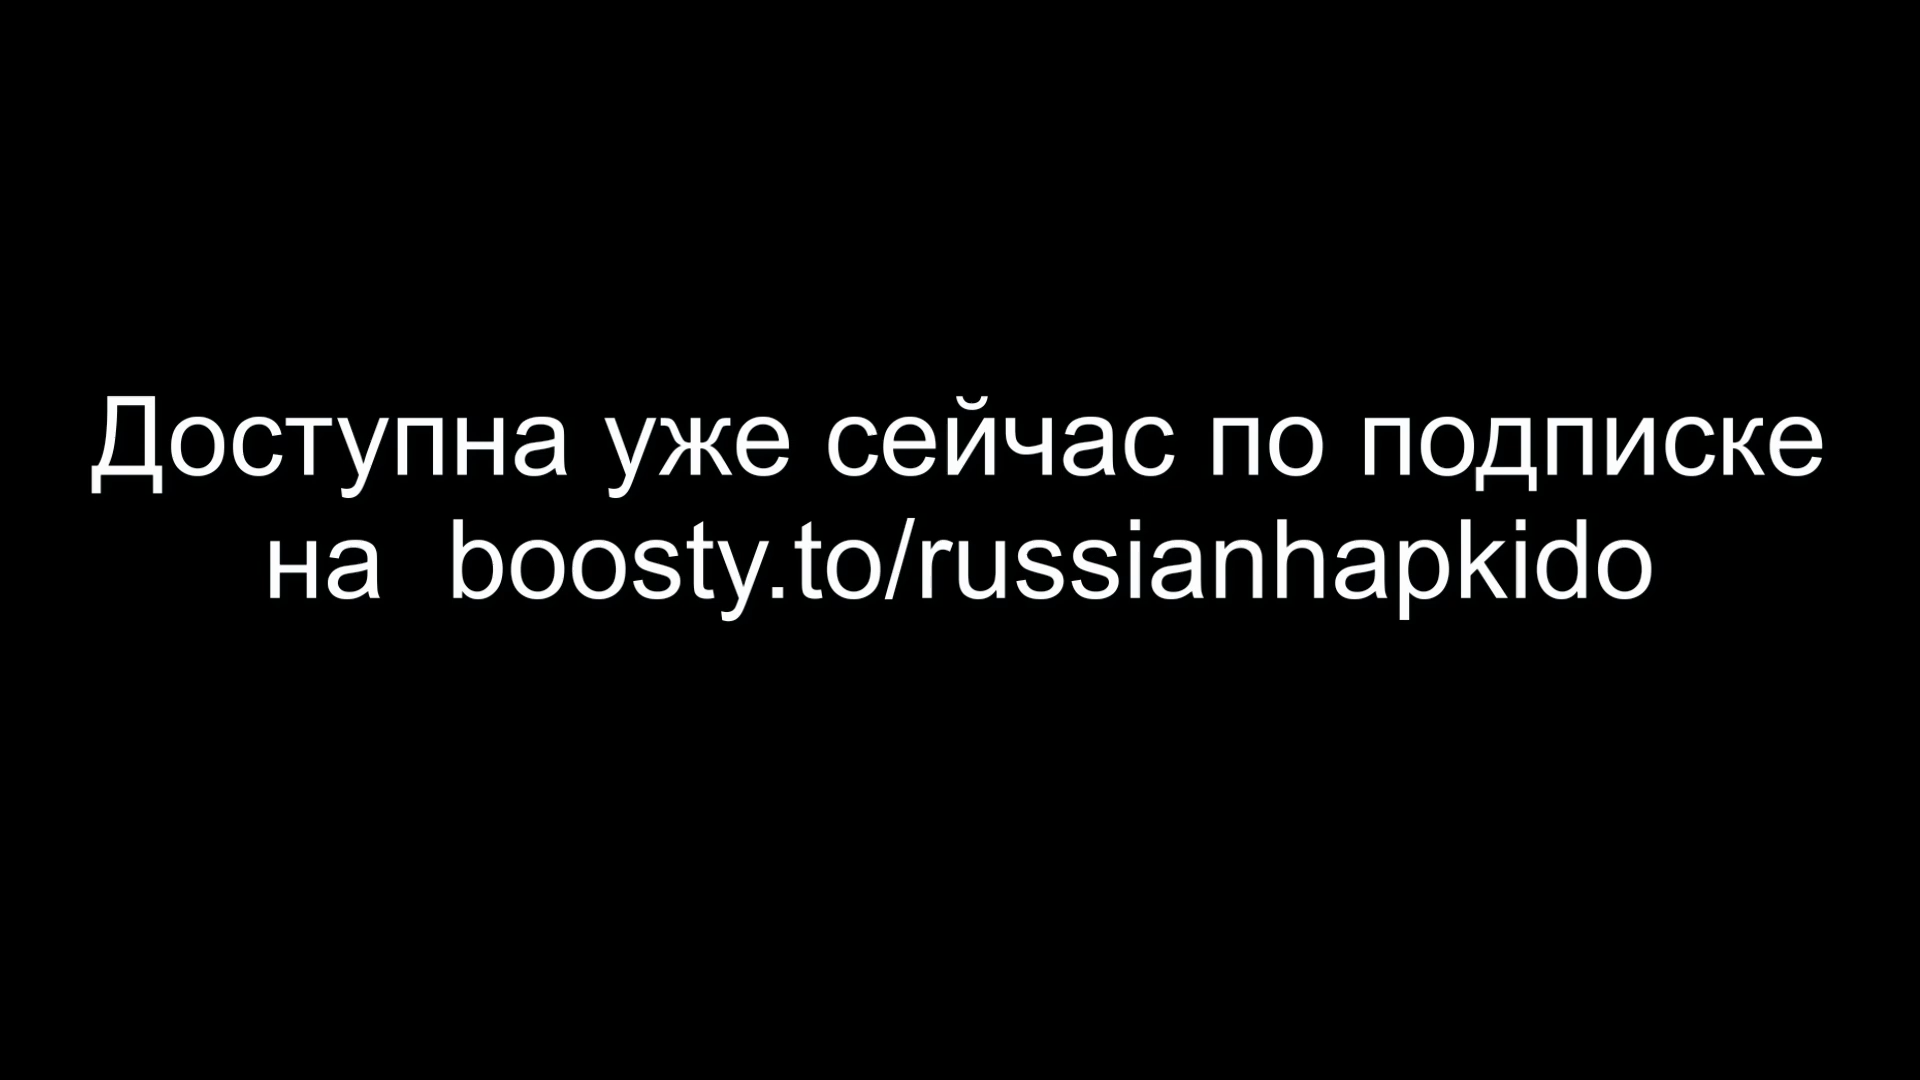 Доступна уже сейчас по подписке
на  boosty.to/russianhapkido